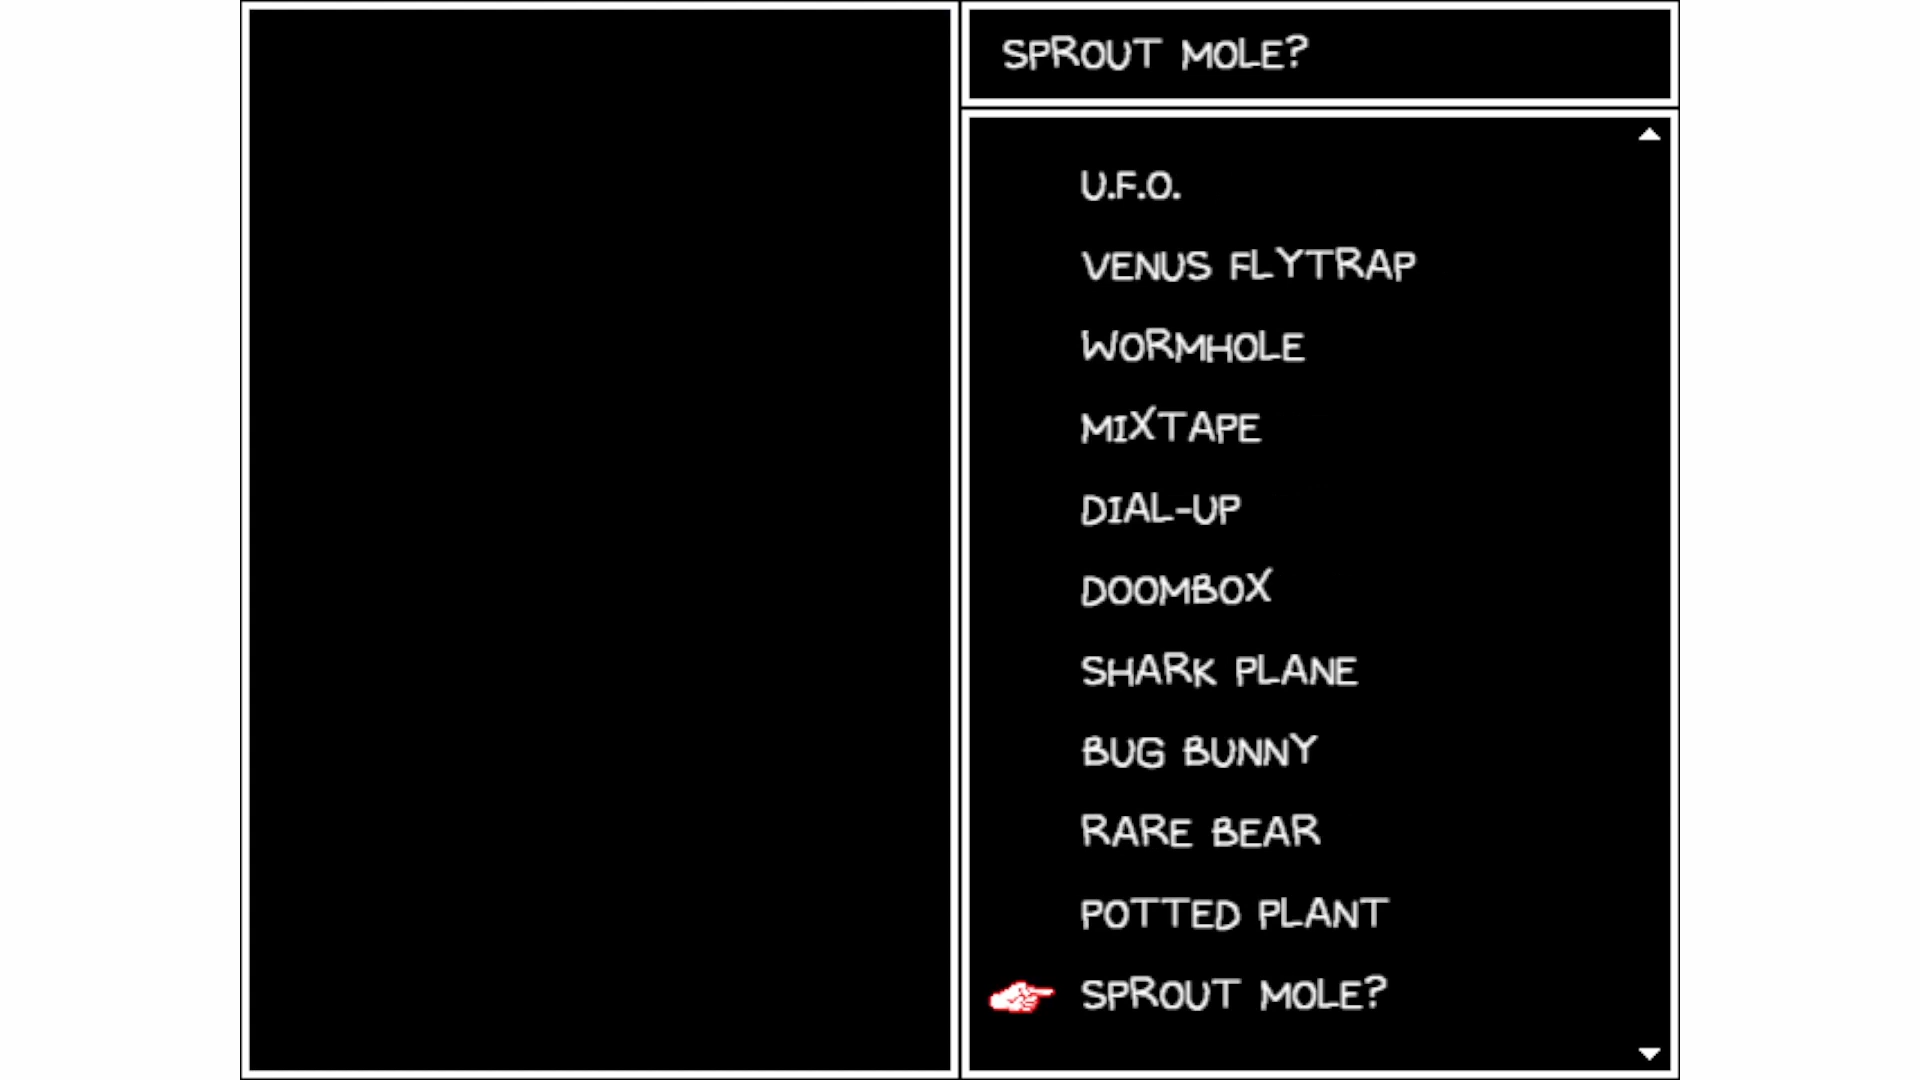 SPROUT MOLE?
U.F.O.
VENUS FLYTRAP
WORMHOLE
MIXTAPE
DIAL-UP
DOOMBOX
SHARK PLANE
BUG BUNNY
RARE BEAR
POTTED PLANT
SPROUT MOLE?